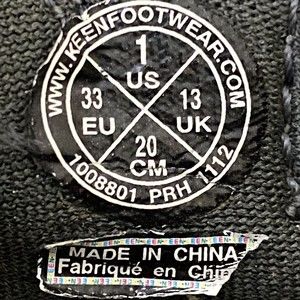 WWW.KEENFOOTWEAR.COM
1
US
33
EU
13
UK
20
CM
1008801 PRH 1112
MADE IN CHINA
Fabriqué en Chin